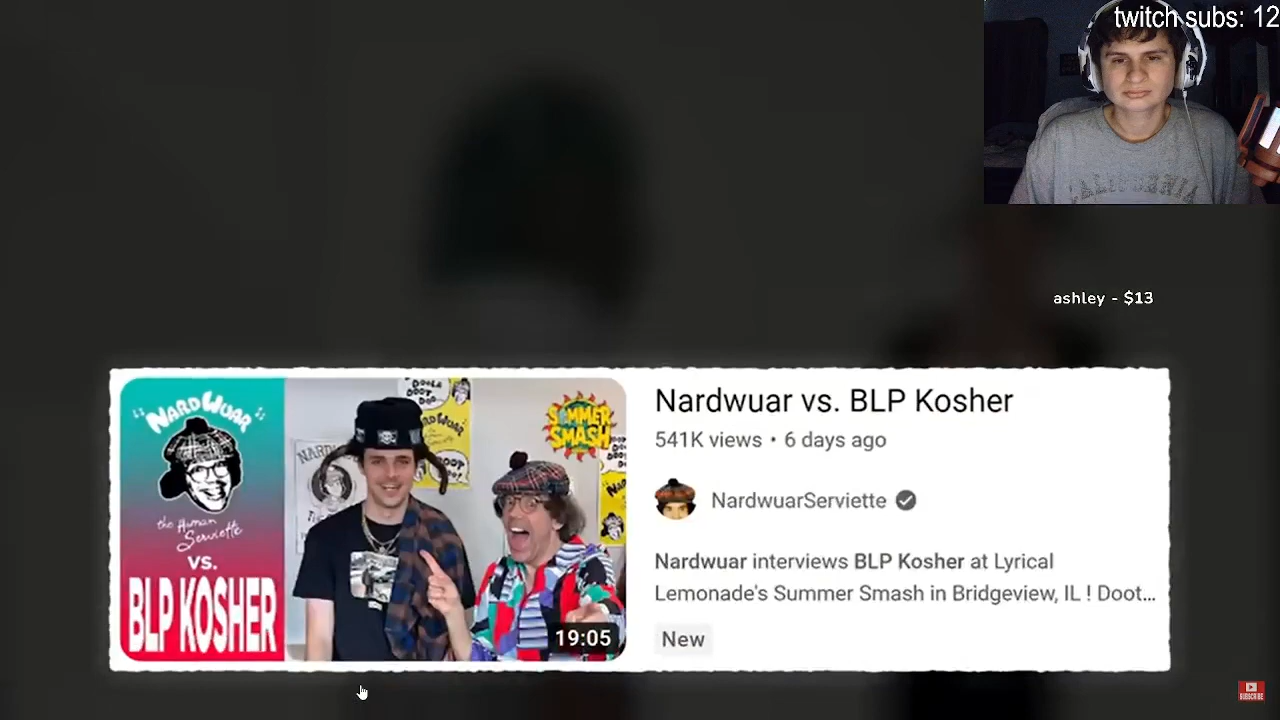 twitch subs: 12
CALIFORNIA
ashley - $13
NARDWUAR
the Human
Serviette
VS.
BLP KOSHER
SUMMER
SMASH
19:05
Nardwuar vs. BLP Kosher
541K views • 6 days ago
NardwuarServiette
Nardwuar interviews BLP Kosher at Lyrical
Lemonade's Summer Smash in Bridgeview, IL ! Doot...
New
SUBSCRIBE